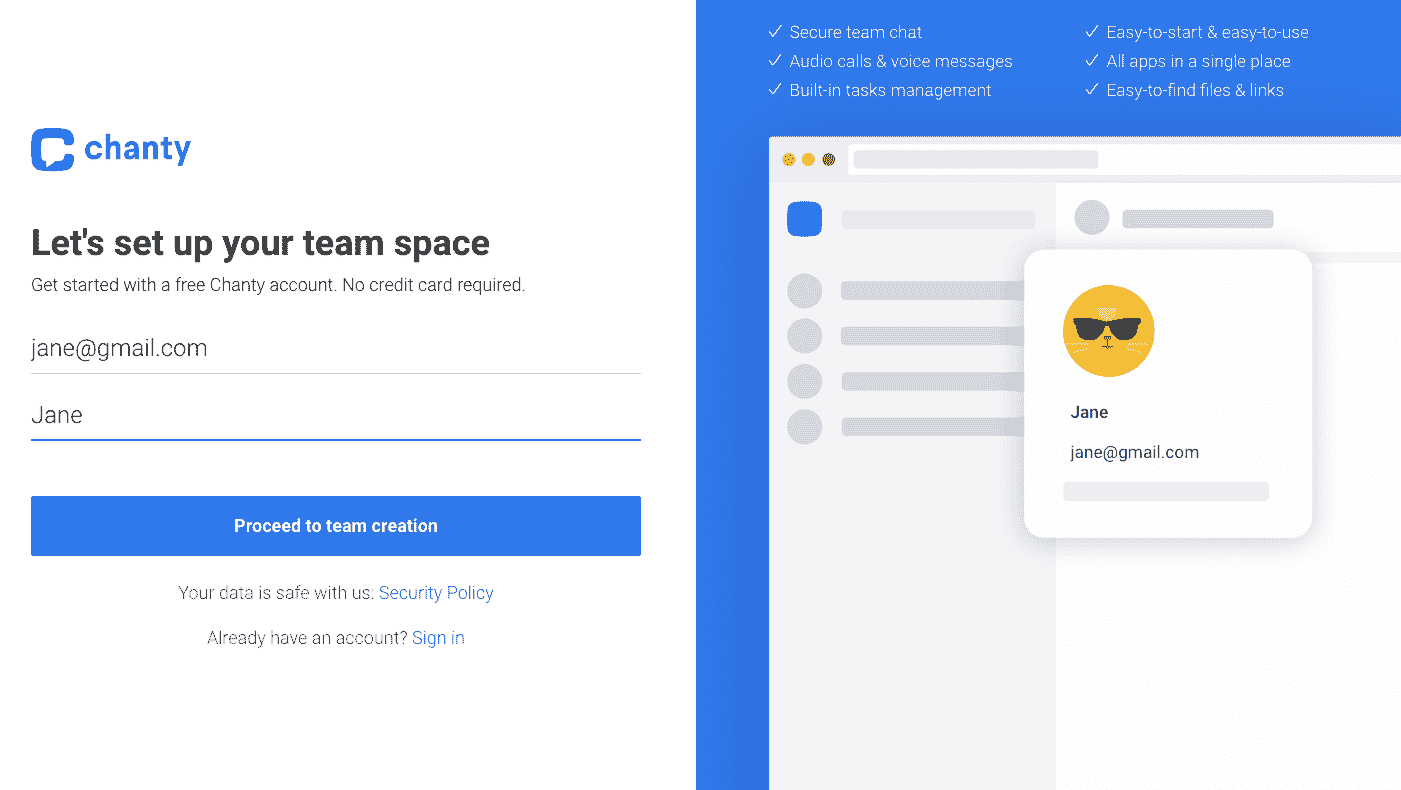 chanty
Let's set up your team space
Get started with a free Chanty account. No credit card required.
jane@gmail.com
Jane
Proceed to team creation
Your data is safe with us: Security Policy
Already have an account? Sign in
✓ Secure team chat
✓ Audio calls & voice messages
✓ Built-in tasks management
✓ Easy-to-start & easy-to-use
✓ All apps in a single place
✓ Easy-to-find files & links
Jane
jane@gmail.com